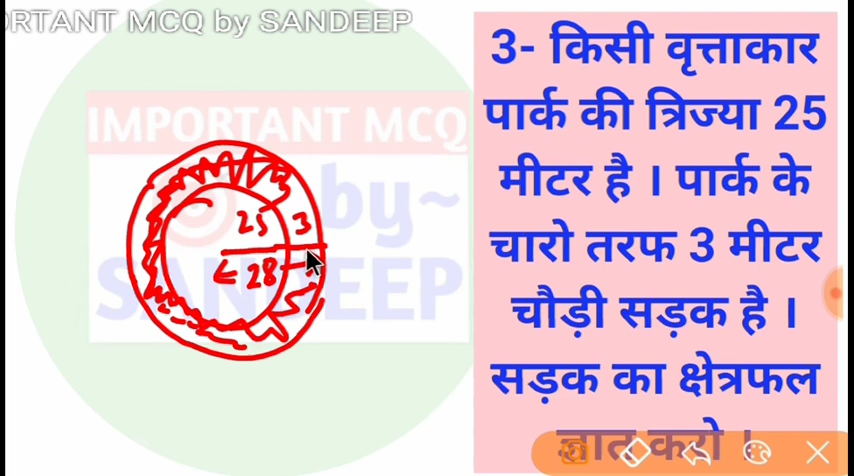 ORTANT MCQ by SANDEEP
IMPORTANT MCQ
by~
SANDEEP
25 3
28
3- किसी वृत्ताकार
पार्क की त्रिज्या 25
मीटर है । पार्क के
चारो तरफ 3 मीटर
चौड़ी सड़क है ।
सड़क का क्षेत्रफल
ज्ञात करो ।